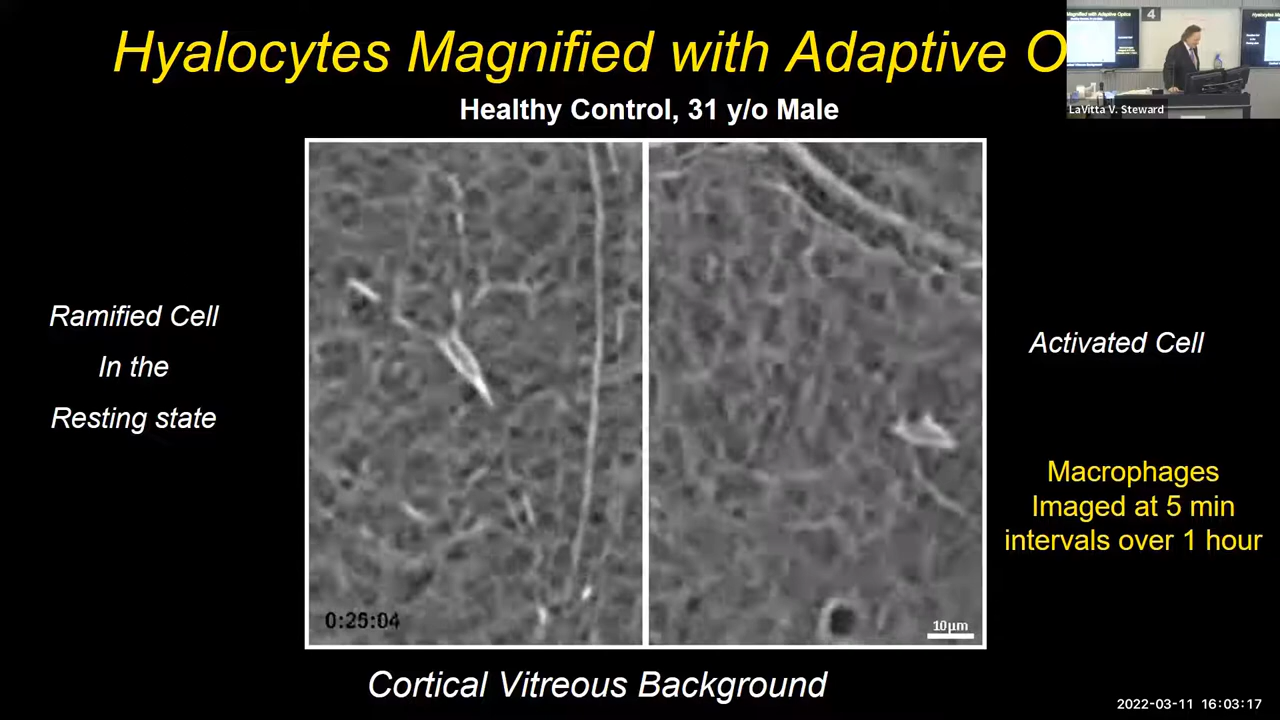 Hyalocytes Magnified with Adaptive O
Healthy Control, 31 y/o Male
4
LaVitta V. Steward
Ramified Cell
In the
Resting state
Activated Cell
Macrophages
Imaged at 5 min
intervals over 1 hour
0:25:04
10μm
Cortical Vitreous Background
2022-03-11 16:03:17